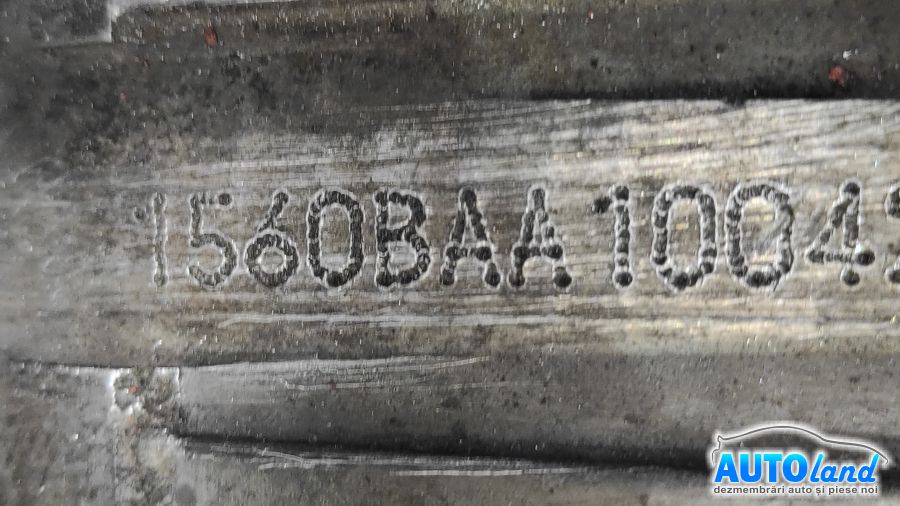 1560BAA1004
AUTOland
dezmembrări auto și piese noi